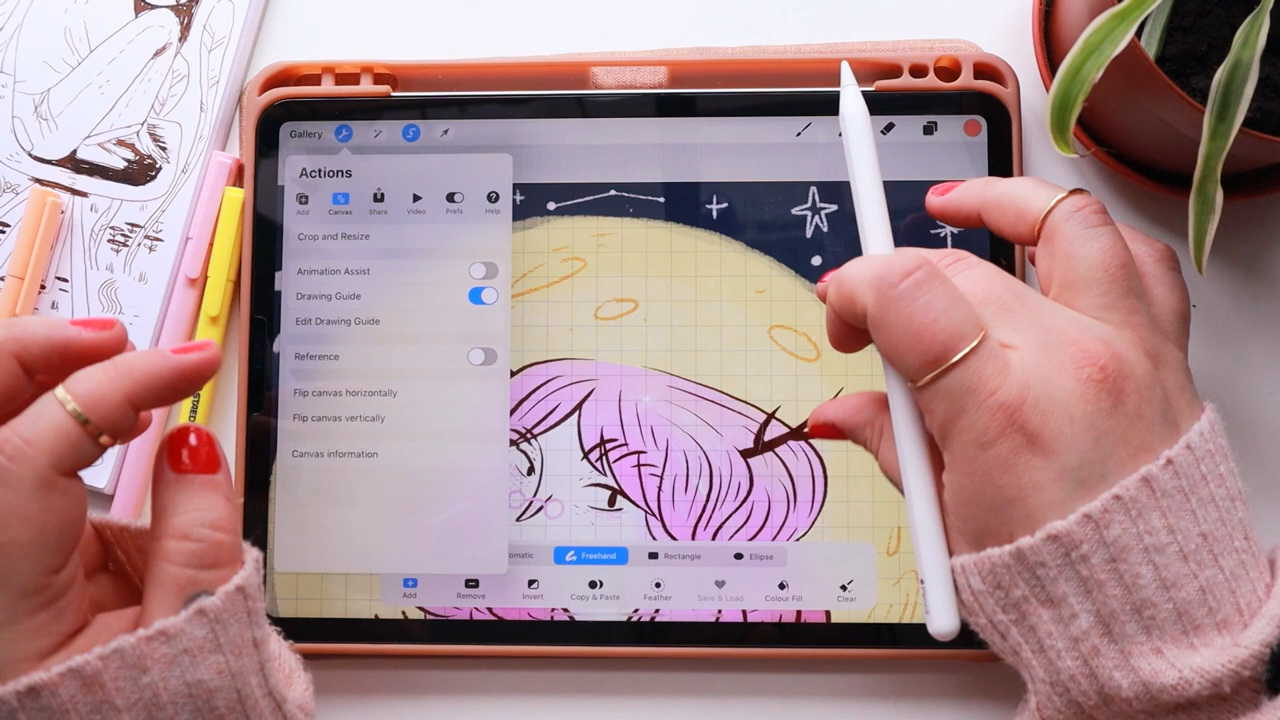 Gallery
Actions
Add Canvas Share Video Prefs Help
Crop and Resize
Animation Assist
Drawing Guide
Edit Drawing Guide
Reference
Flip canvas horizontally
Flip canvas vertically
Canvas information
omatic Freehand Rectangle Ellipse
Add Remove Invert Copy & Paste Feather Save & Load Colour Fill Clear
STAED